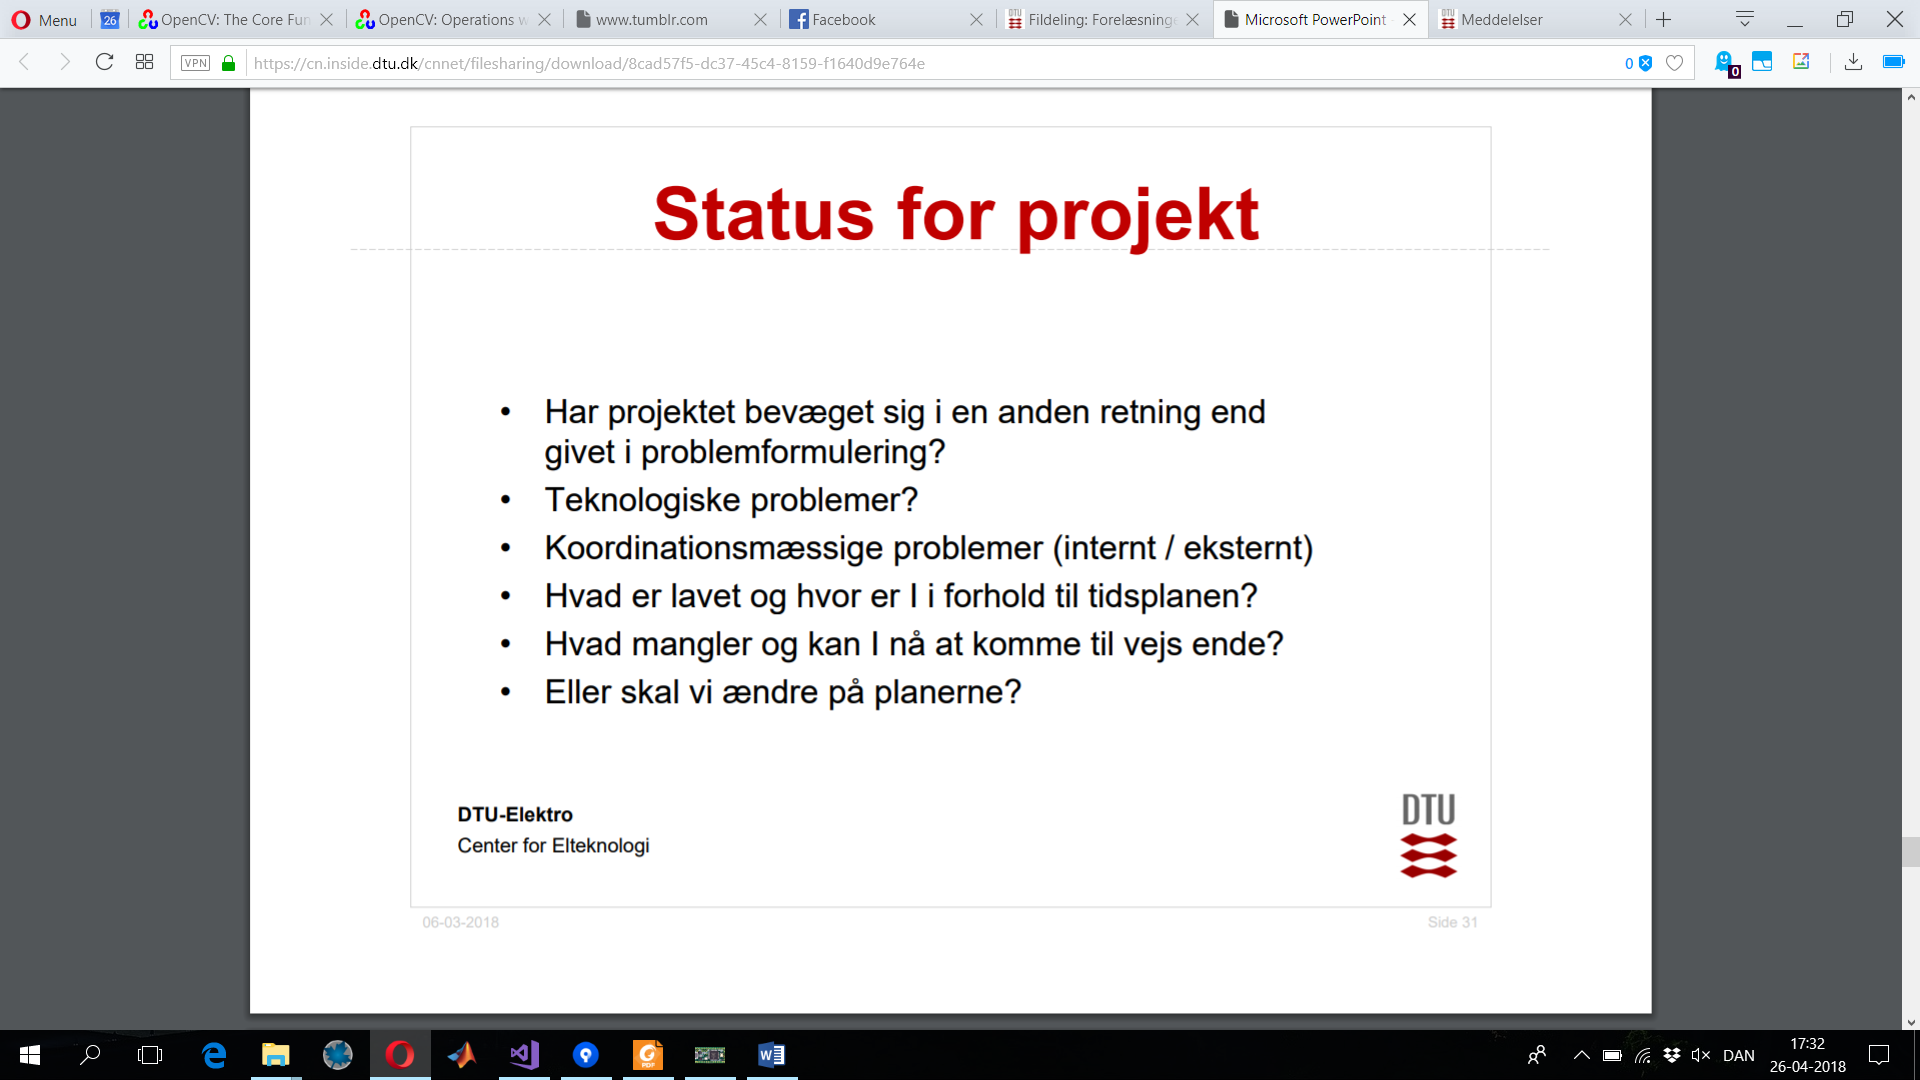 Menu
26
OpenCV: The Core Fun
OpenCV: Operations w
www.tumblr.com
Facebook
Fildeling: Forelæsninge
Microsoft PowerPoint -
Meddelelser
VPN
https://cn.inside.dtu.dk/cnnet/filesharing/download/8cad57f5-dc37-45c4-8159-f1640d9e764e
0
0
Status for projekt
• Har projektet bevæget sig i en anden retning end
givet i problemformulering?
• Teknologiske problemer?
• Koordinationsmæssige problemer (internt / eksternt)
• Hvad er lavet og hvor er I i forhold til tidsplanen?
• Hvad mangler og kan I nå at komme til vejs ende?
• Eller skal vi ændre på planerne?
DTU-Elektro
Center for Elteknologi
DTU
06-03-2018
Side 31
PDF
DAN
17:32
26-04-2018